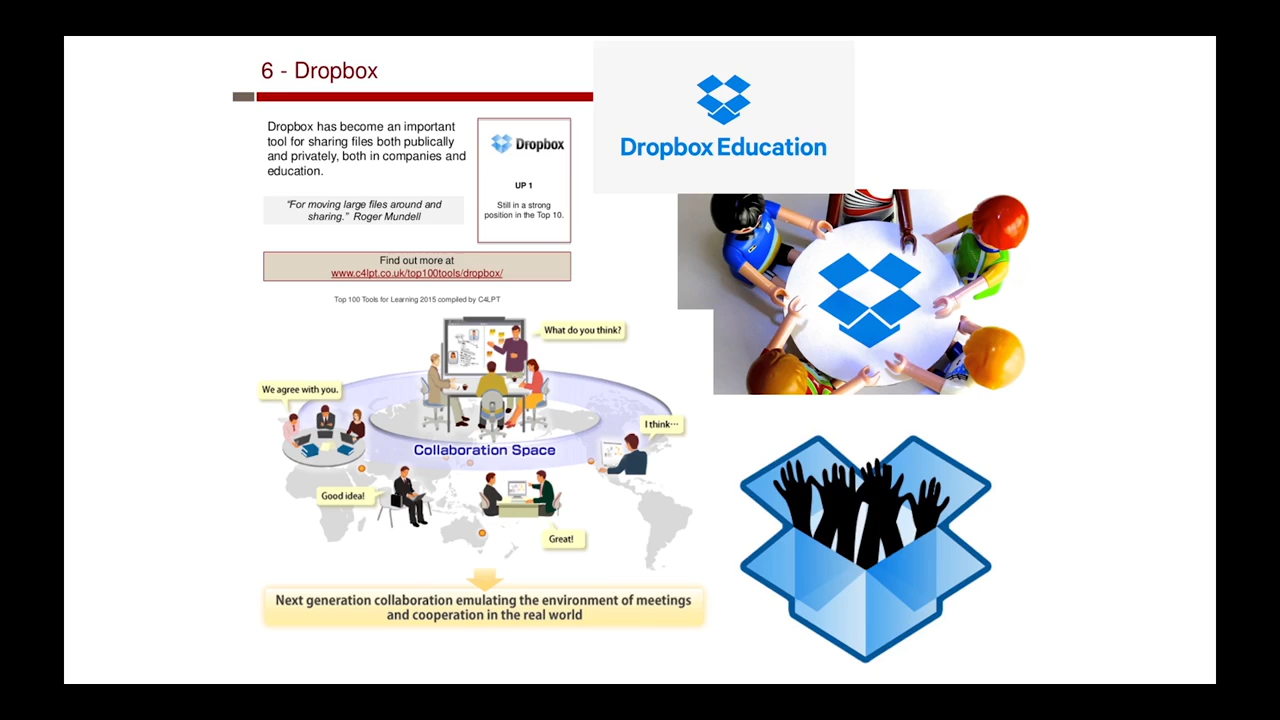 6 - Dropbox
Dropbox has become an important
tool for sharing files both publically
and privately, both in companies and
education.
“For moving large files around and
sharing.” Roger Mundell
Dropbox
UP 1
Still in a strong
position in the Top 10.
Find out more at
www.c4lpt.co.uk/top100tools/dropbox/
Top 100 Tools for Learning 2015 compiled by C4LPT
Dropbox Education
What do you think?
We agree with you.
I think…
Collaboration Space
Good idea!
Great!
Next generation collaboration emulating the environment of meetings
and cooperation in the real world